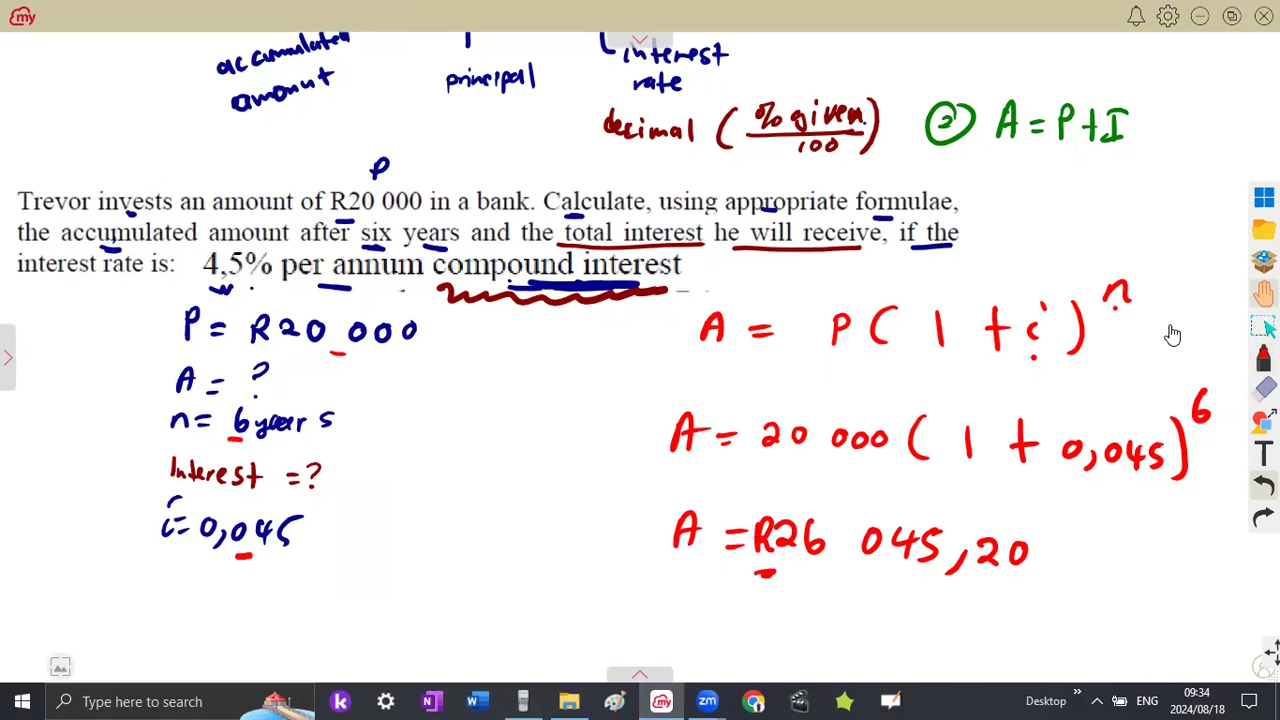 my
accumulated principal interest
amount rate
decimal ( % given / 100 ) ② A = P + I
P
Trevor invests an amount of R20 000 in a bank. Calculate, using appropriate formulae,
the accumulated amount after six years and the total interest he will receive, if the
interest rate is: 4,5% per annum compound interest
P = R20 000
A = ?
n = 6 years
Interest = ?
i = 0,045
A = P ( 1 + i )ⁿ
A = 20 000 ( 1 + 0,045 )⁶
A = R26 045,20
T
Type here to search
N W my zm
Desktop ENG 09:34
2024/08/18